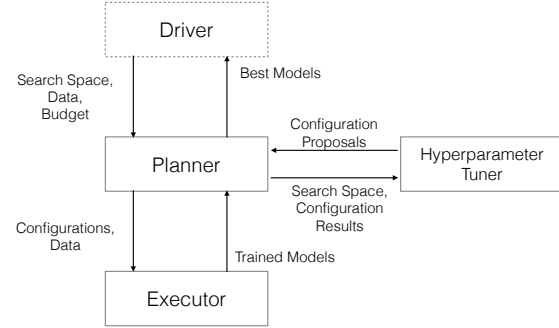 Driver
Search Space,
Data,
Budget
Best Models
Planner
Configuration
Proposals
Hyperparameter
Tuner
Search Space,
Configuration
Results
Configurations,
Data
Trained Models
Executor